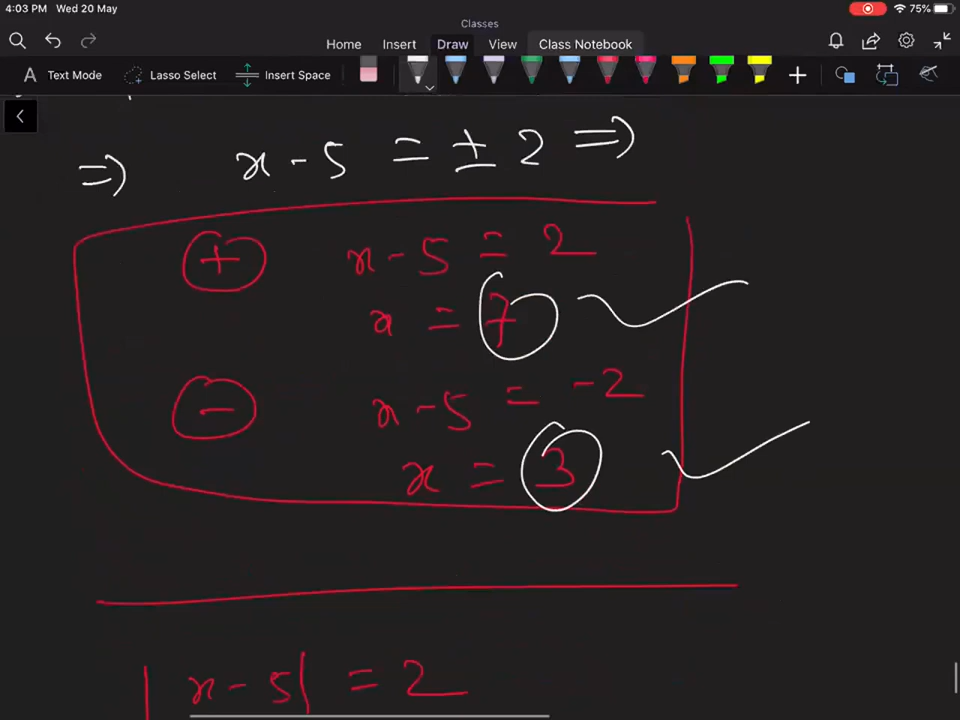 4:03 PM Wed 20 May
75%
Classes
Home Insert Draw View Class Notebook
A Text Mode Lasso Select Insert Space
⇒ x - 5 = ± 2 ⇒
+ x - 5 = 2
x = 7
- x - 5 = -2
x = 3
|x - 5| = 2